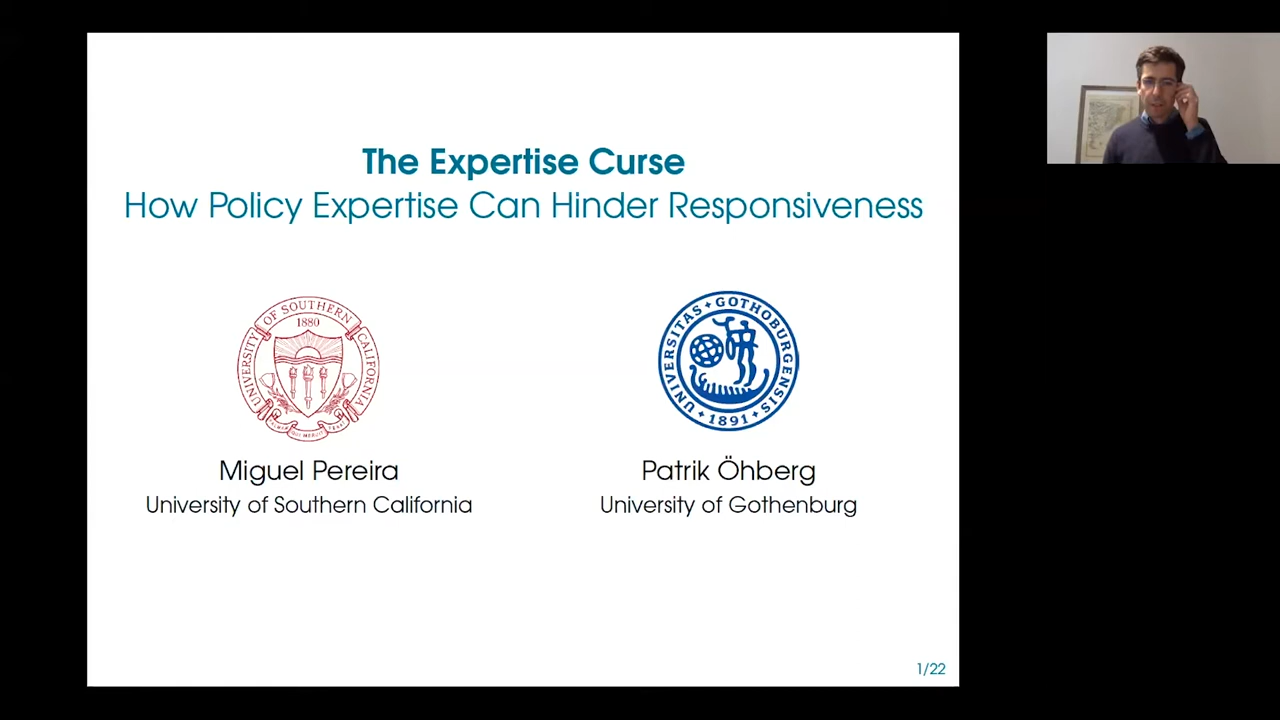 The Expertise Curse
How Policy Expertise Can Hinder Responsiveness
UNIVERSITY OF SOUTHERN CALIFORNIA
1880
UNIVERSITAS GOTHOBURGENSIS
1891
Miguel Pereira
University of Southern California
Patrik Öhberg
University of Gothenburg
1/22